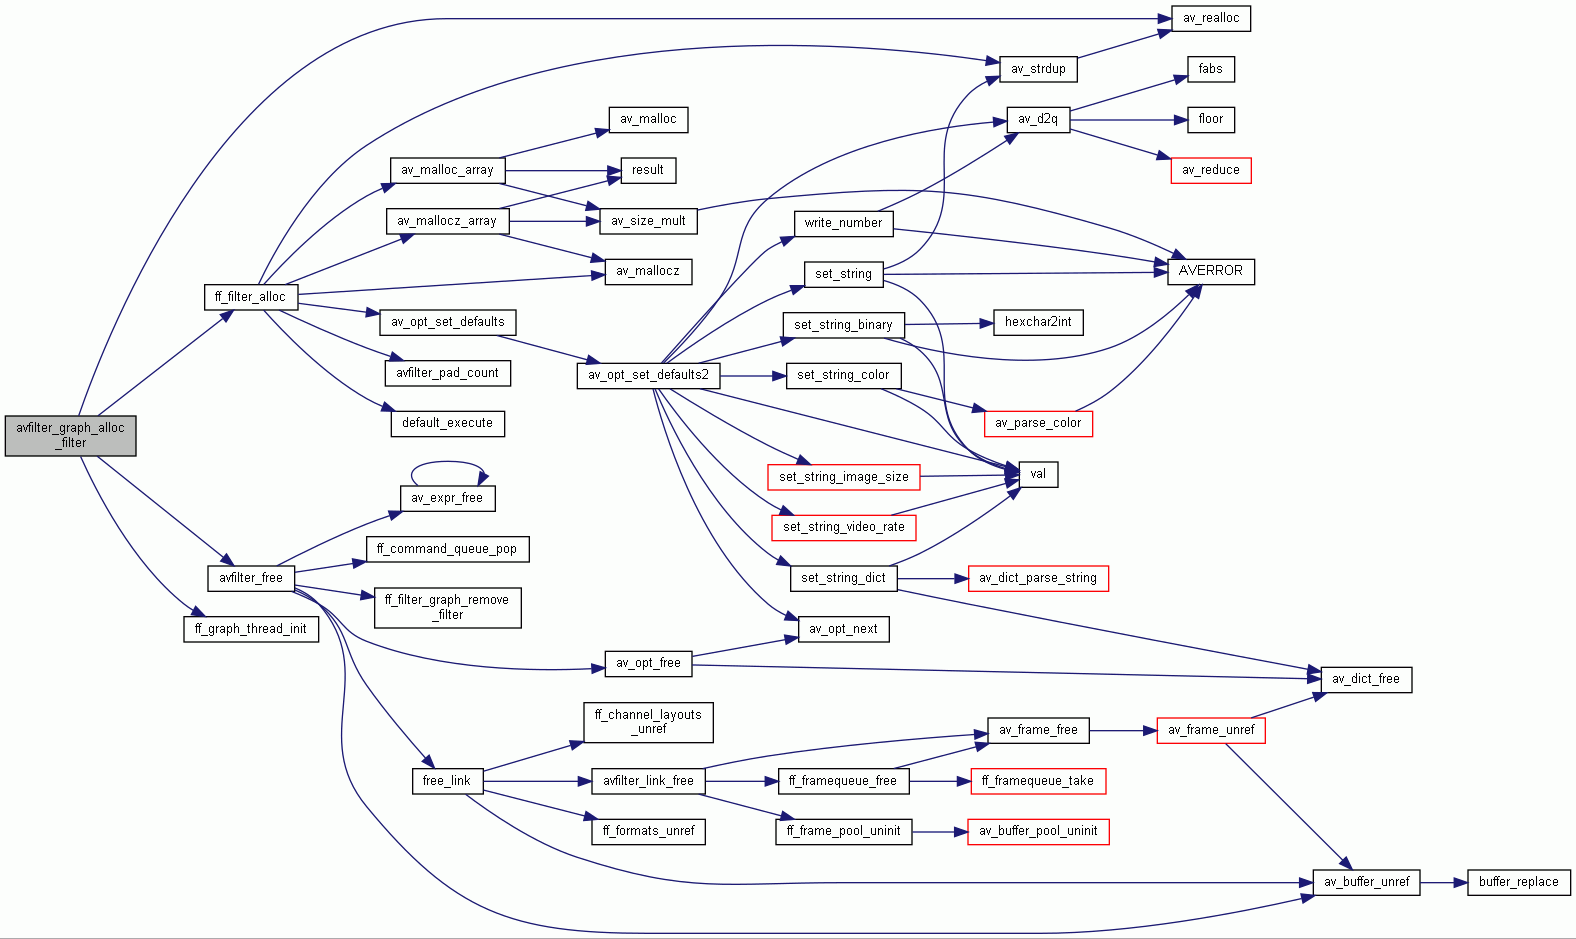 av_realloc
av_strdup
fabs
av_malloc
av_d2q
floor
av_malloc_array
result
av_reduce
av_mallocz_array
av_size_mult
write_number
av_mallocz
set_string
AVERROR
ff_filter_alloc
av_opt_set_defaults
set_string_binary
hexchar2int
avfilter_pad_count
av_opt_set_defaults2
set_string_color
default_execute
av_parse_color
avfilter_graph_alloc
_filter
set_string_image_size
val
av_expr_free
set_string_video_rate
ff_command_queue_pop
avfilter_free
set_string_dict
av_dict_parse_string
ff_filter_graph_remove
_filter
ff_graph_thread_init
av_opt_next
av_opt_free
av_dict_free
ff_channel_layouts
_unref
av_frame_free
av_frame_unref
free_link
avfilter_link_free
ff_framequeue_free
ff_framequeue_take
ff_formats_unref
ff_frame_pool_uninit
av_buffer_pool_uninit
av_buffer_unref
buffer_replace